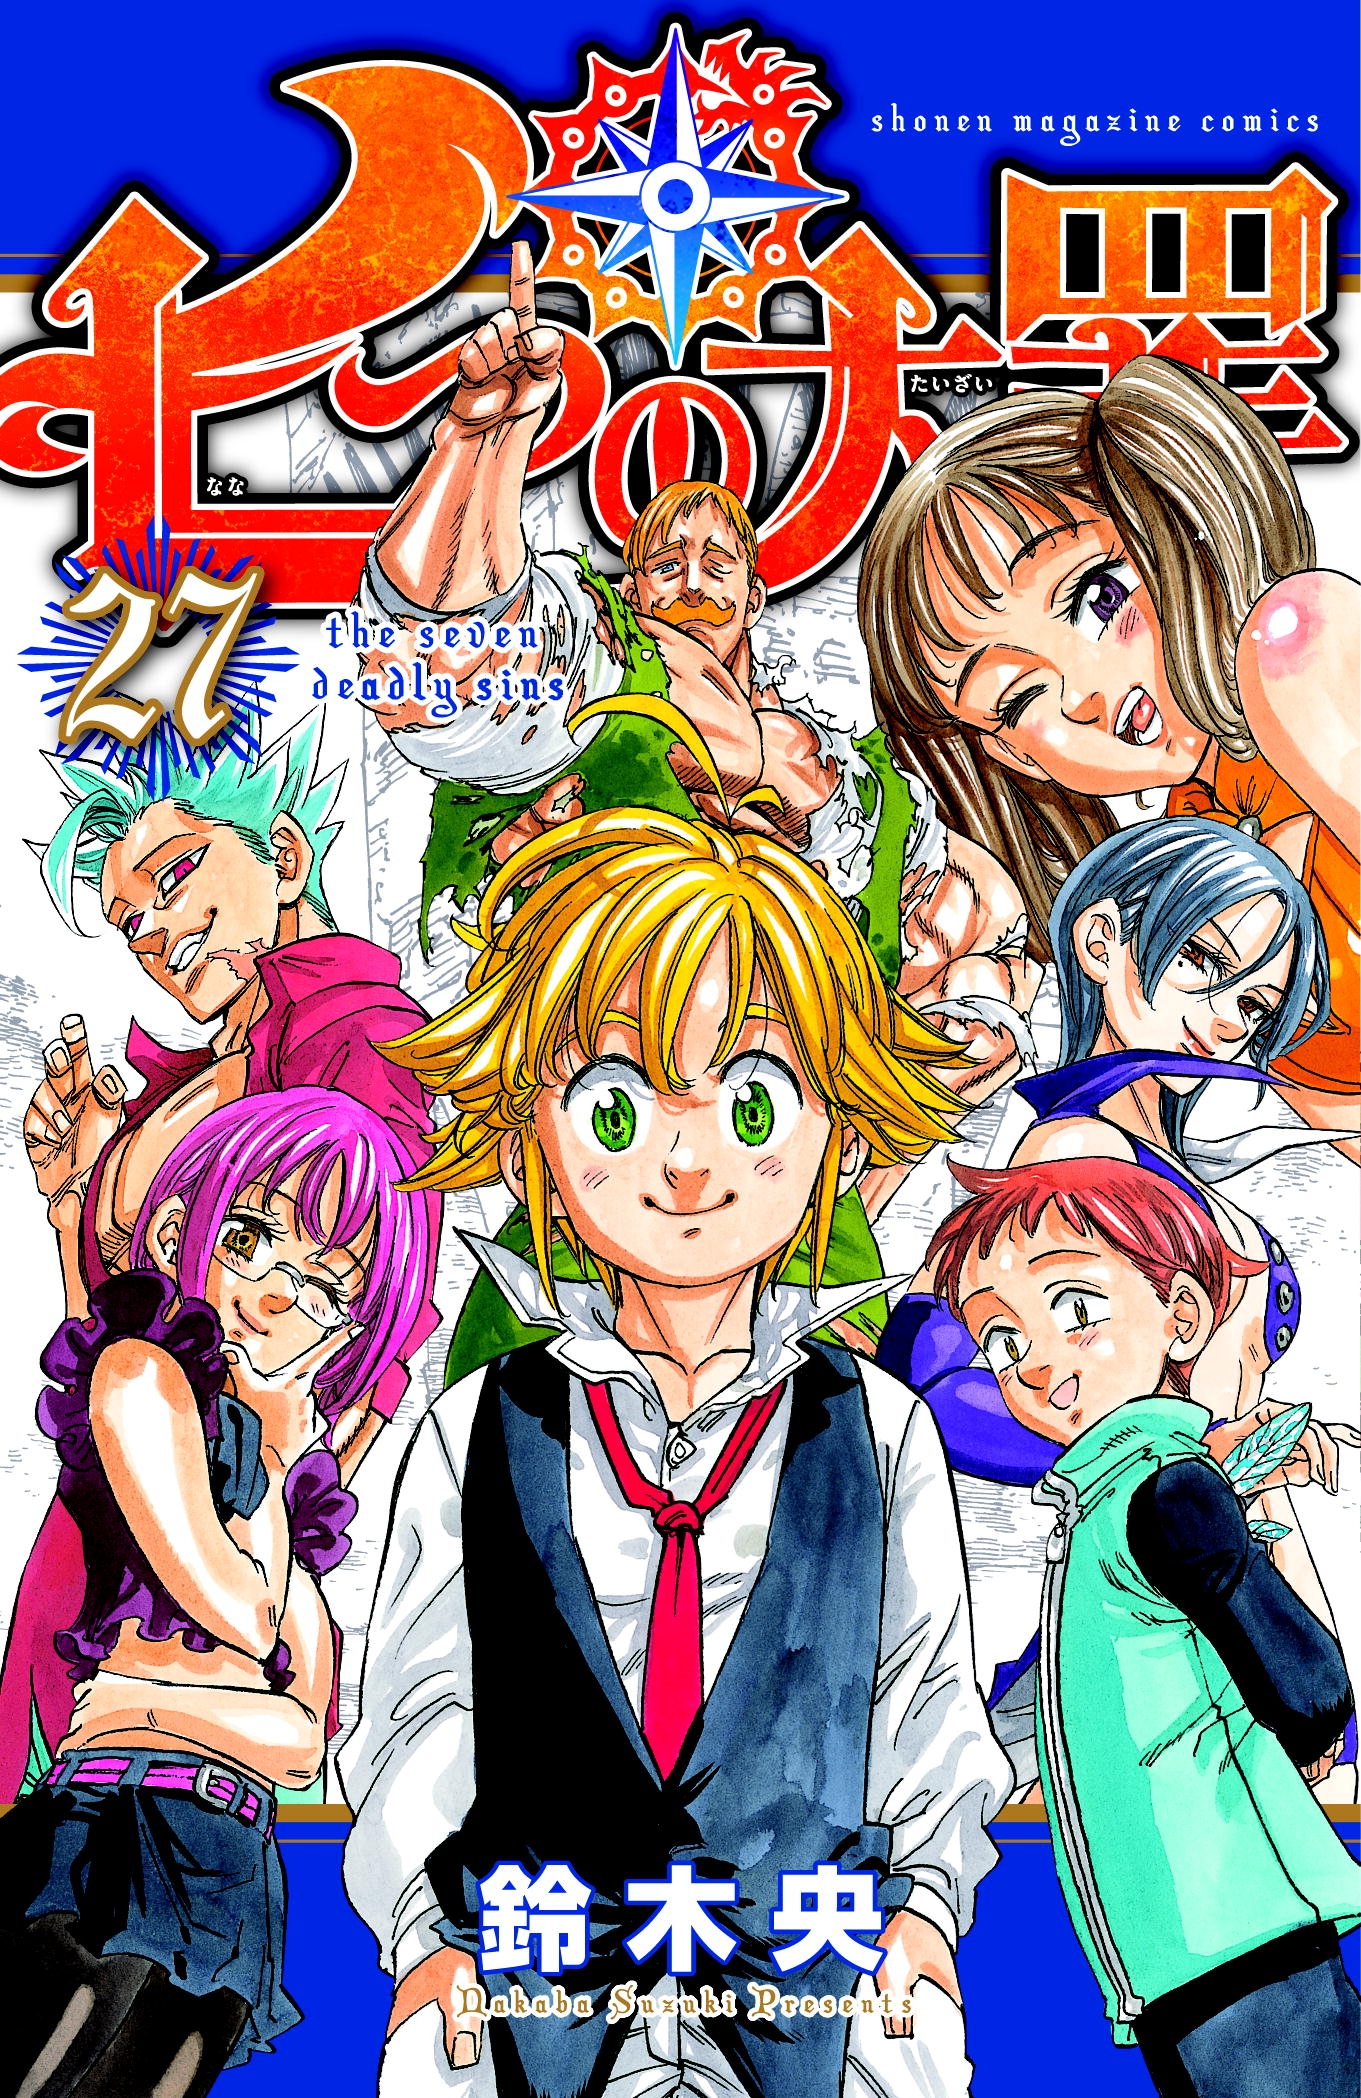 shonen magazine comics
七つの大罪
なな
たいざい
27
the seven
deadly sins
鈴木央
Nakaba Suzuki Presents